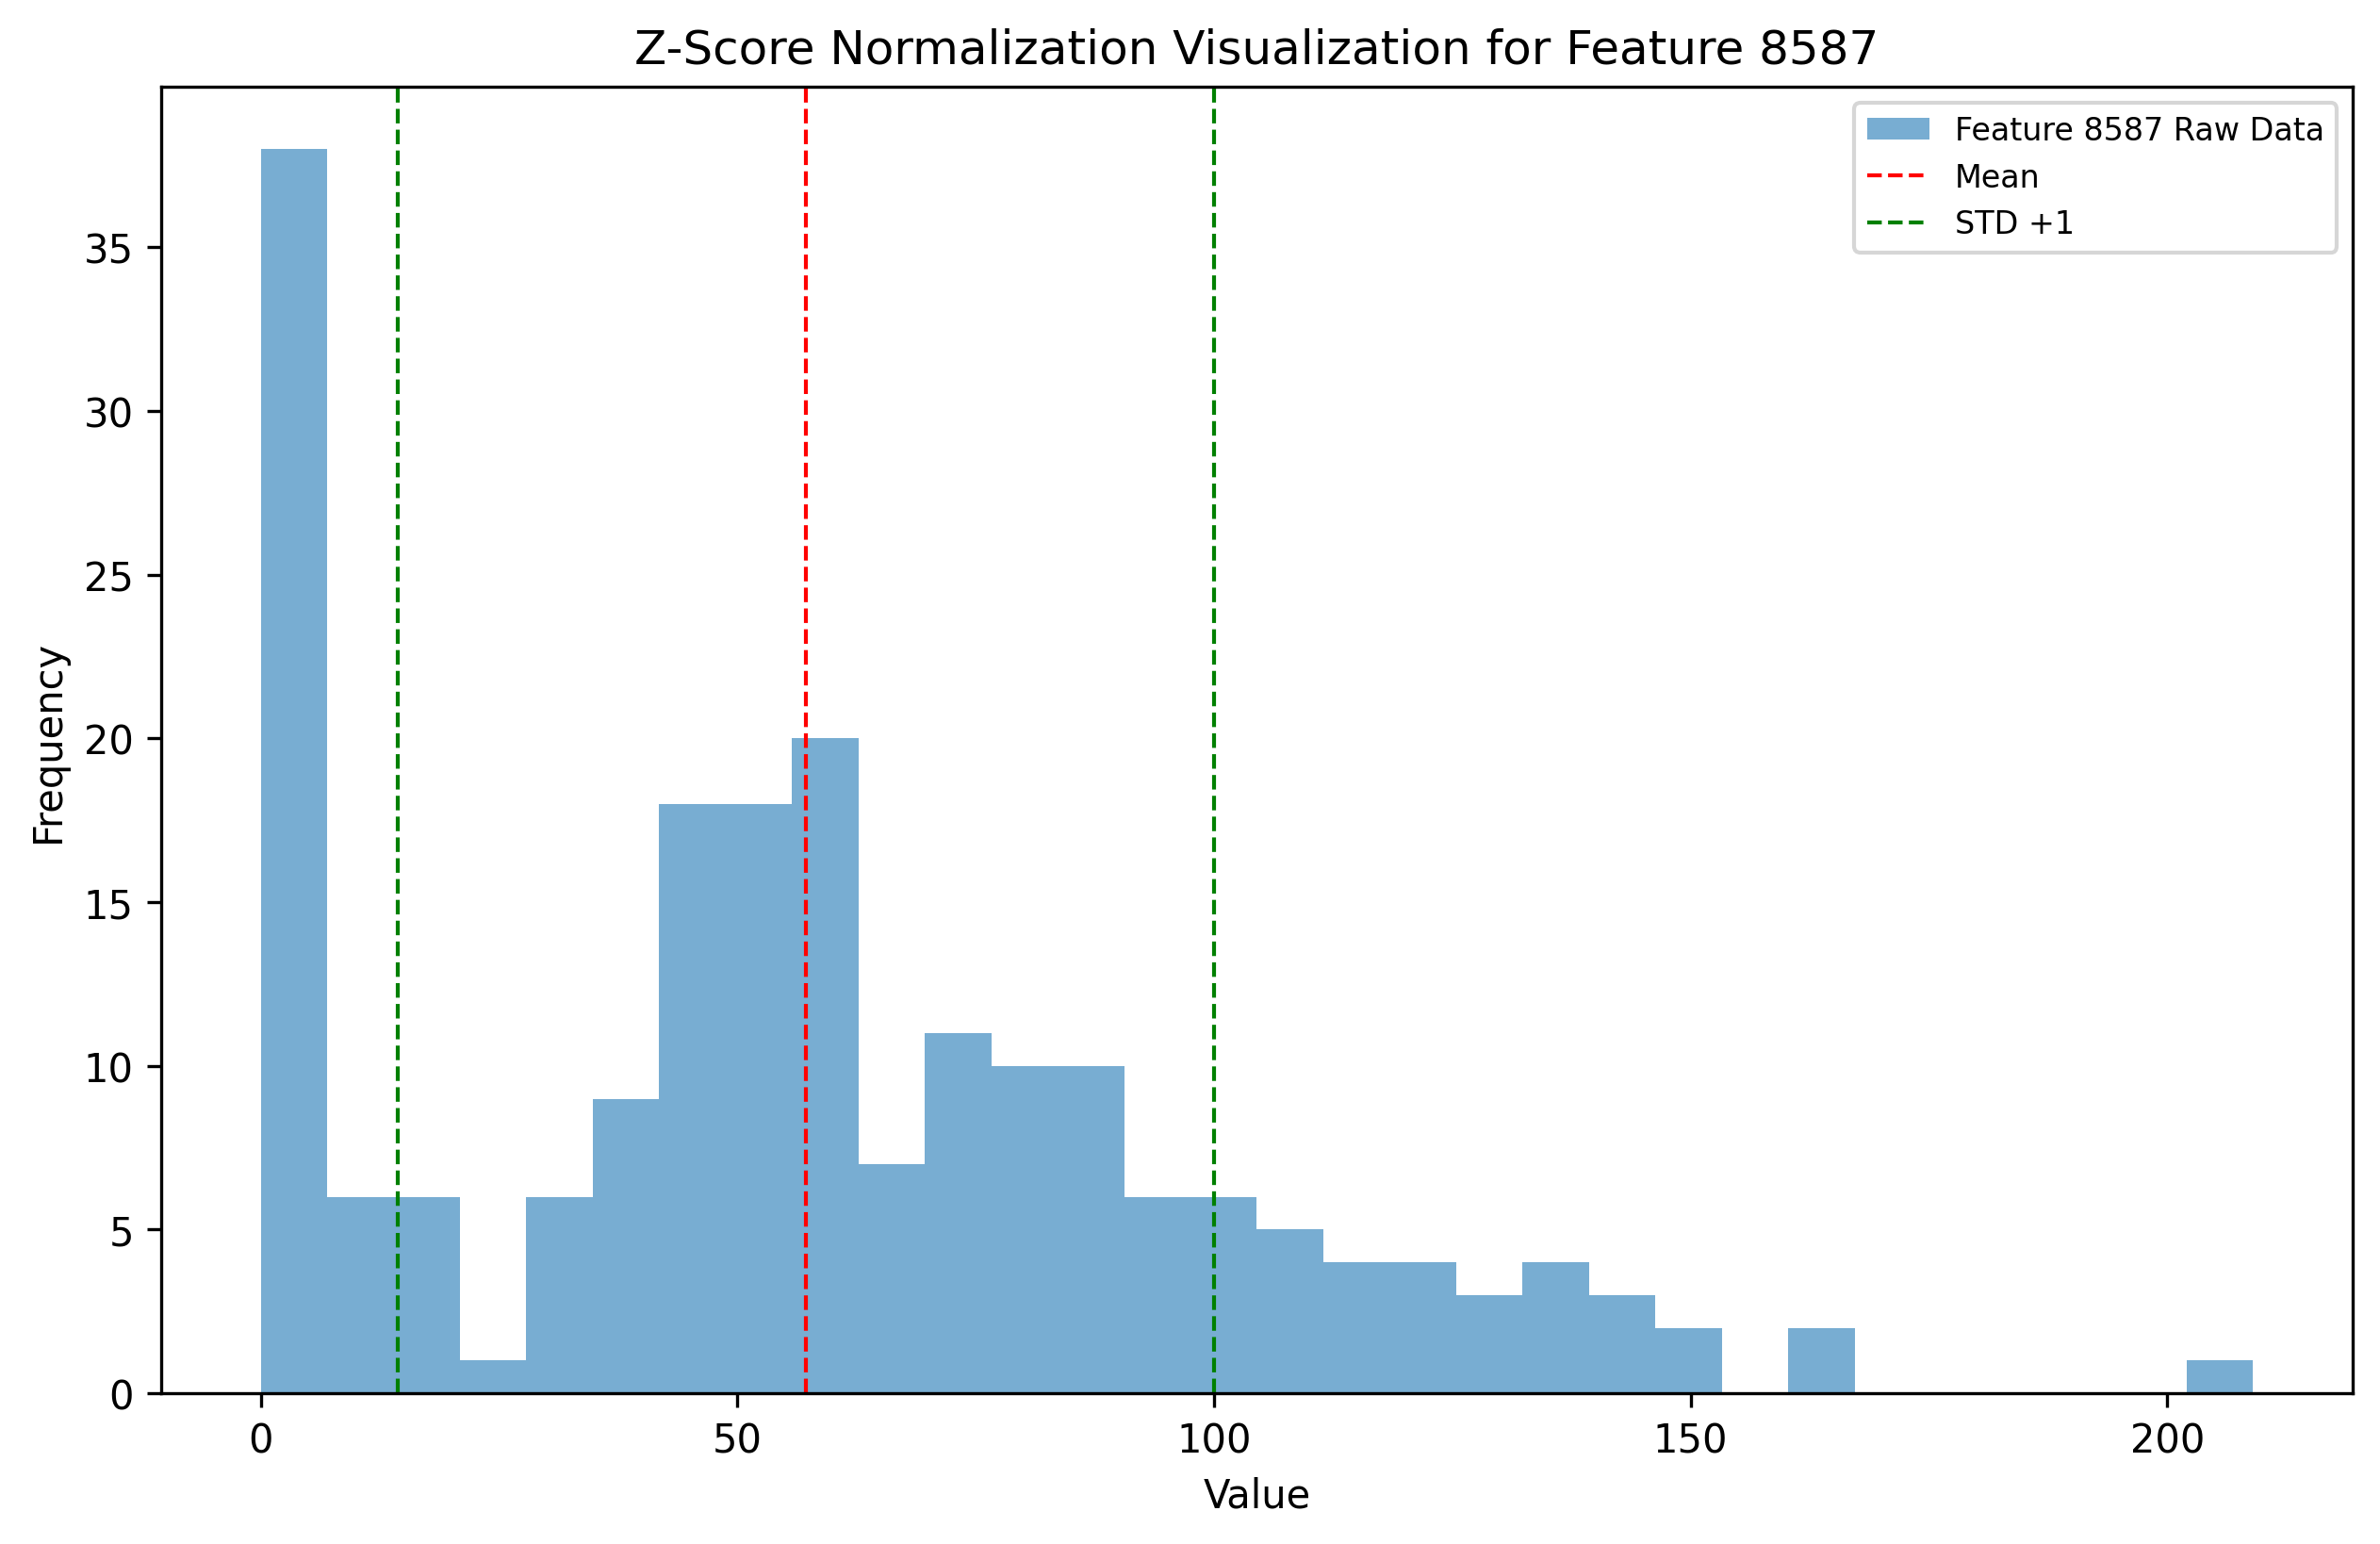 Z-Score Normalization Visualization for Feature 8587
Feature 8587 Raw Data
Mean
STD +1
35
30
25
20
15
10
5
0
Frequency
0 50 100 150 200
Value